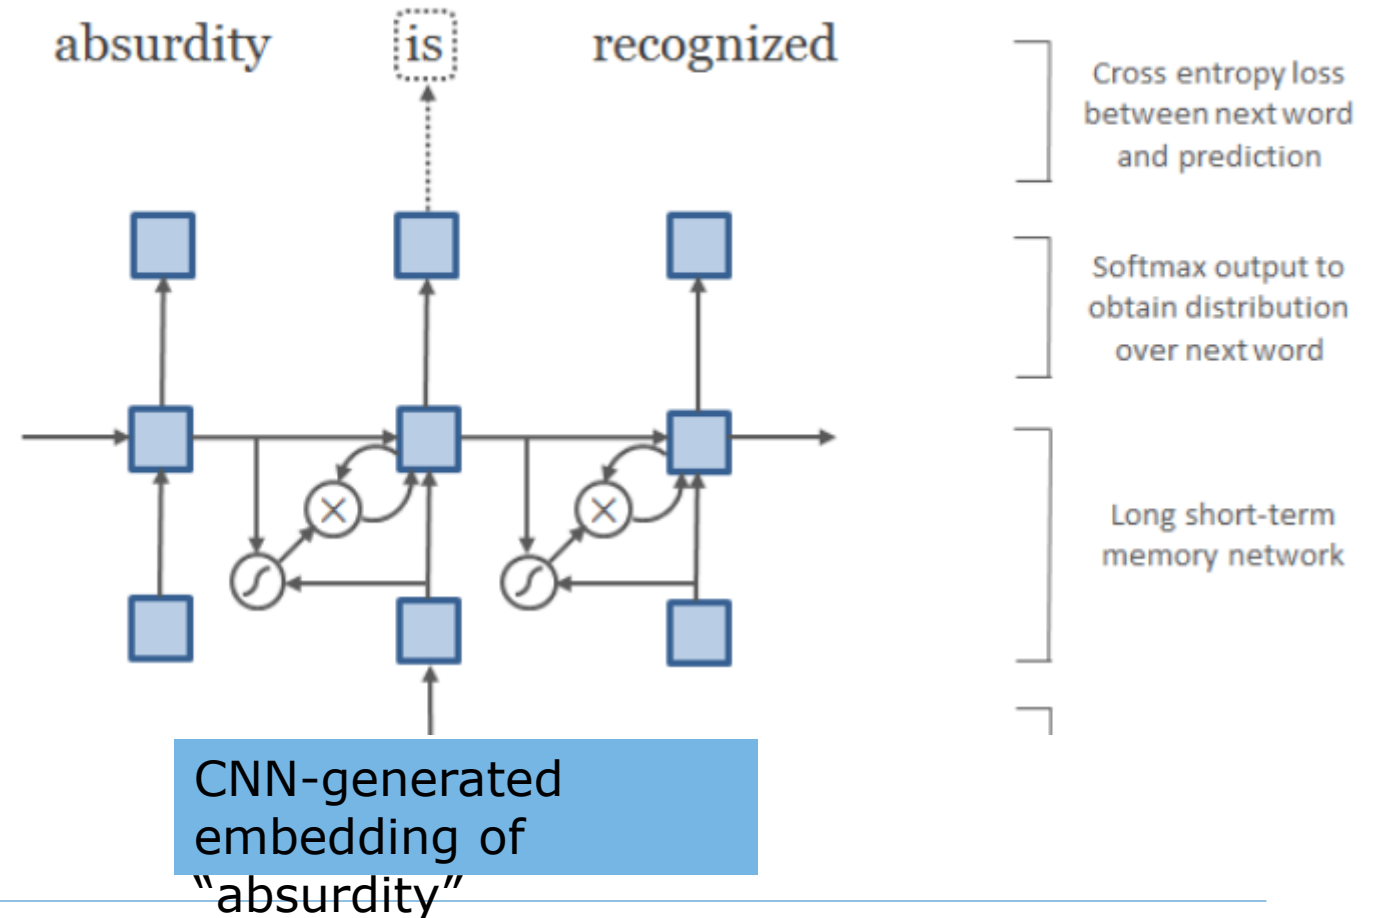 absurdity is recognized
Cross entropy loss
between next word
and prediction
Softmax output to
obtain distribution
over next word
Long short-term
memory network
CNN-generated
embedding of
“absurdity”